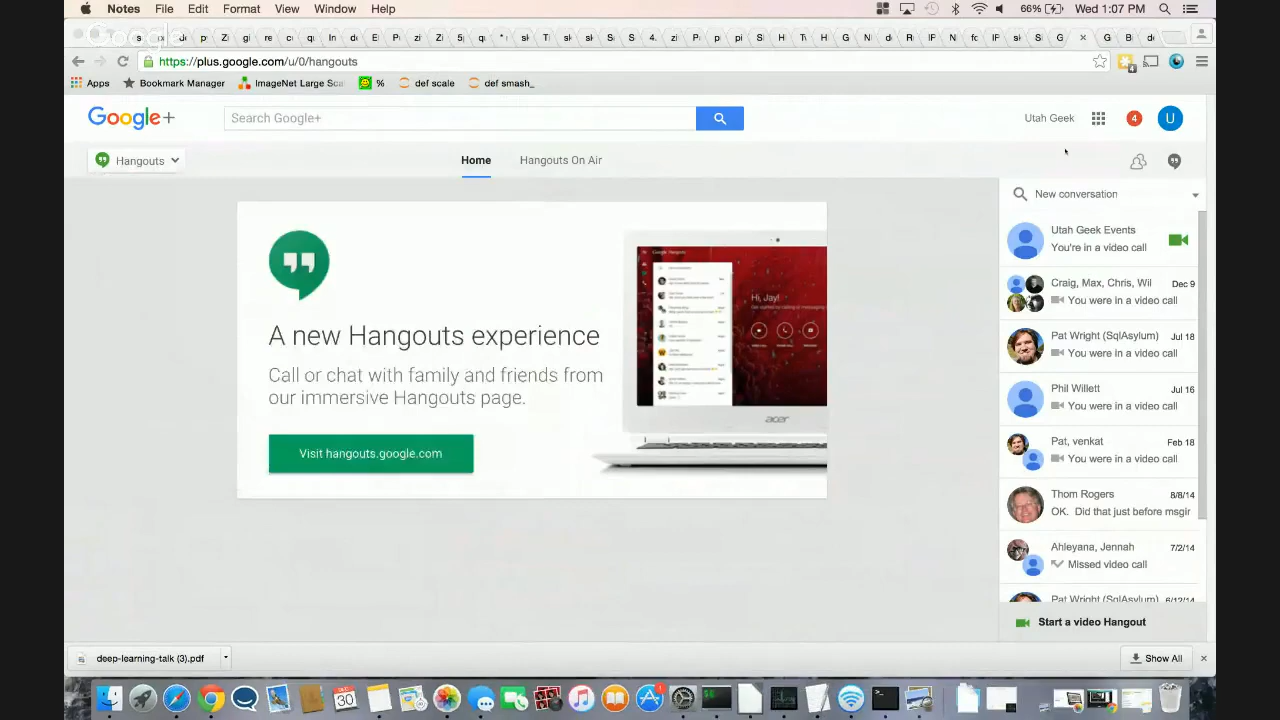 Notes File Edit Format View Window Help 66% Wed 1:07 PM
https://plus.google.com/u/0/hangouts
Apps Bookmark Manager ImageNet Large Sca % def scale def smash_
Google+ Search Google+ Utah Geek 4 U
Hangouts Home Hangouts On Air
New conversation
Utah Geek Events
You're in a video call
Craig, Max, Chris, Wil Dec 9
You were in a video call
Pat Wright (SqlAsylum) Jul 18
You were in a video call
Phil Willett Jul 16
You were in a video call
Pat, venkat Feb 18
You were in a video call
Thom Rogers 8/8/14
OK. Did that just before msgir
Ahleyana, Jennah 7/2/14
Missed video call
Pat Wright (SqlAsylum) 6/12/14
Start a video Hangout
A new Hangouts experience
Call or chat with family and friends from
our immersive Hangouts page.
Visit hangouts.google.com
Hi, Jay!
acer
deep-learning-talk (3).pdf Show All